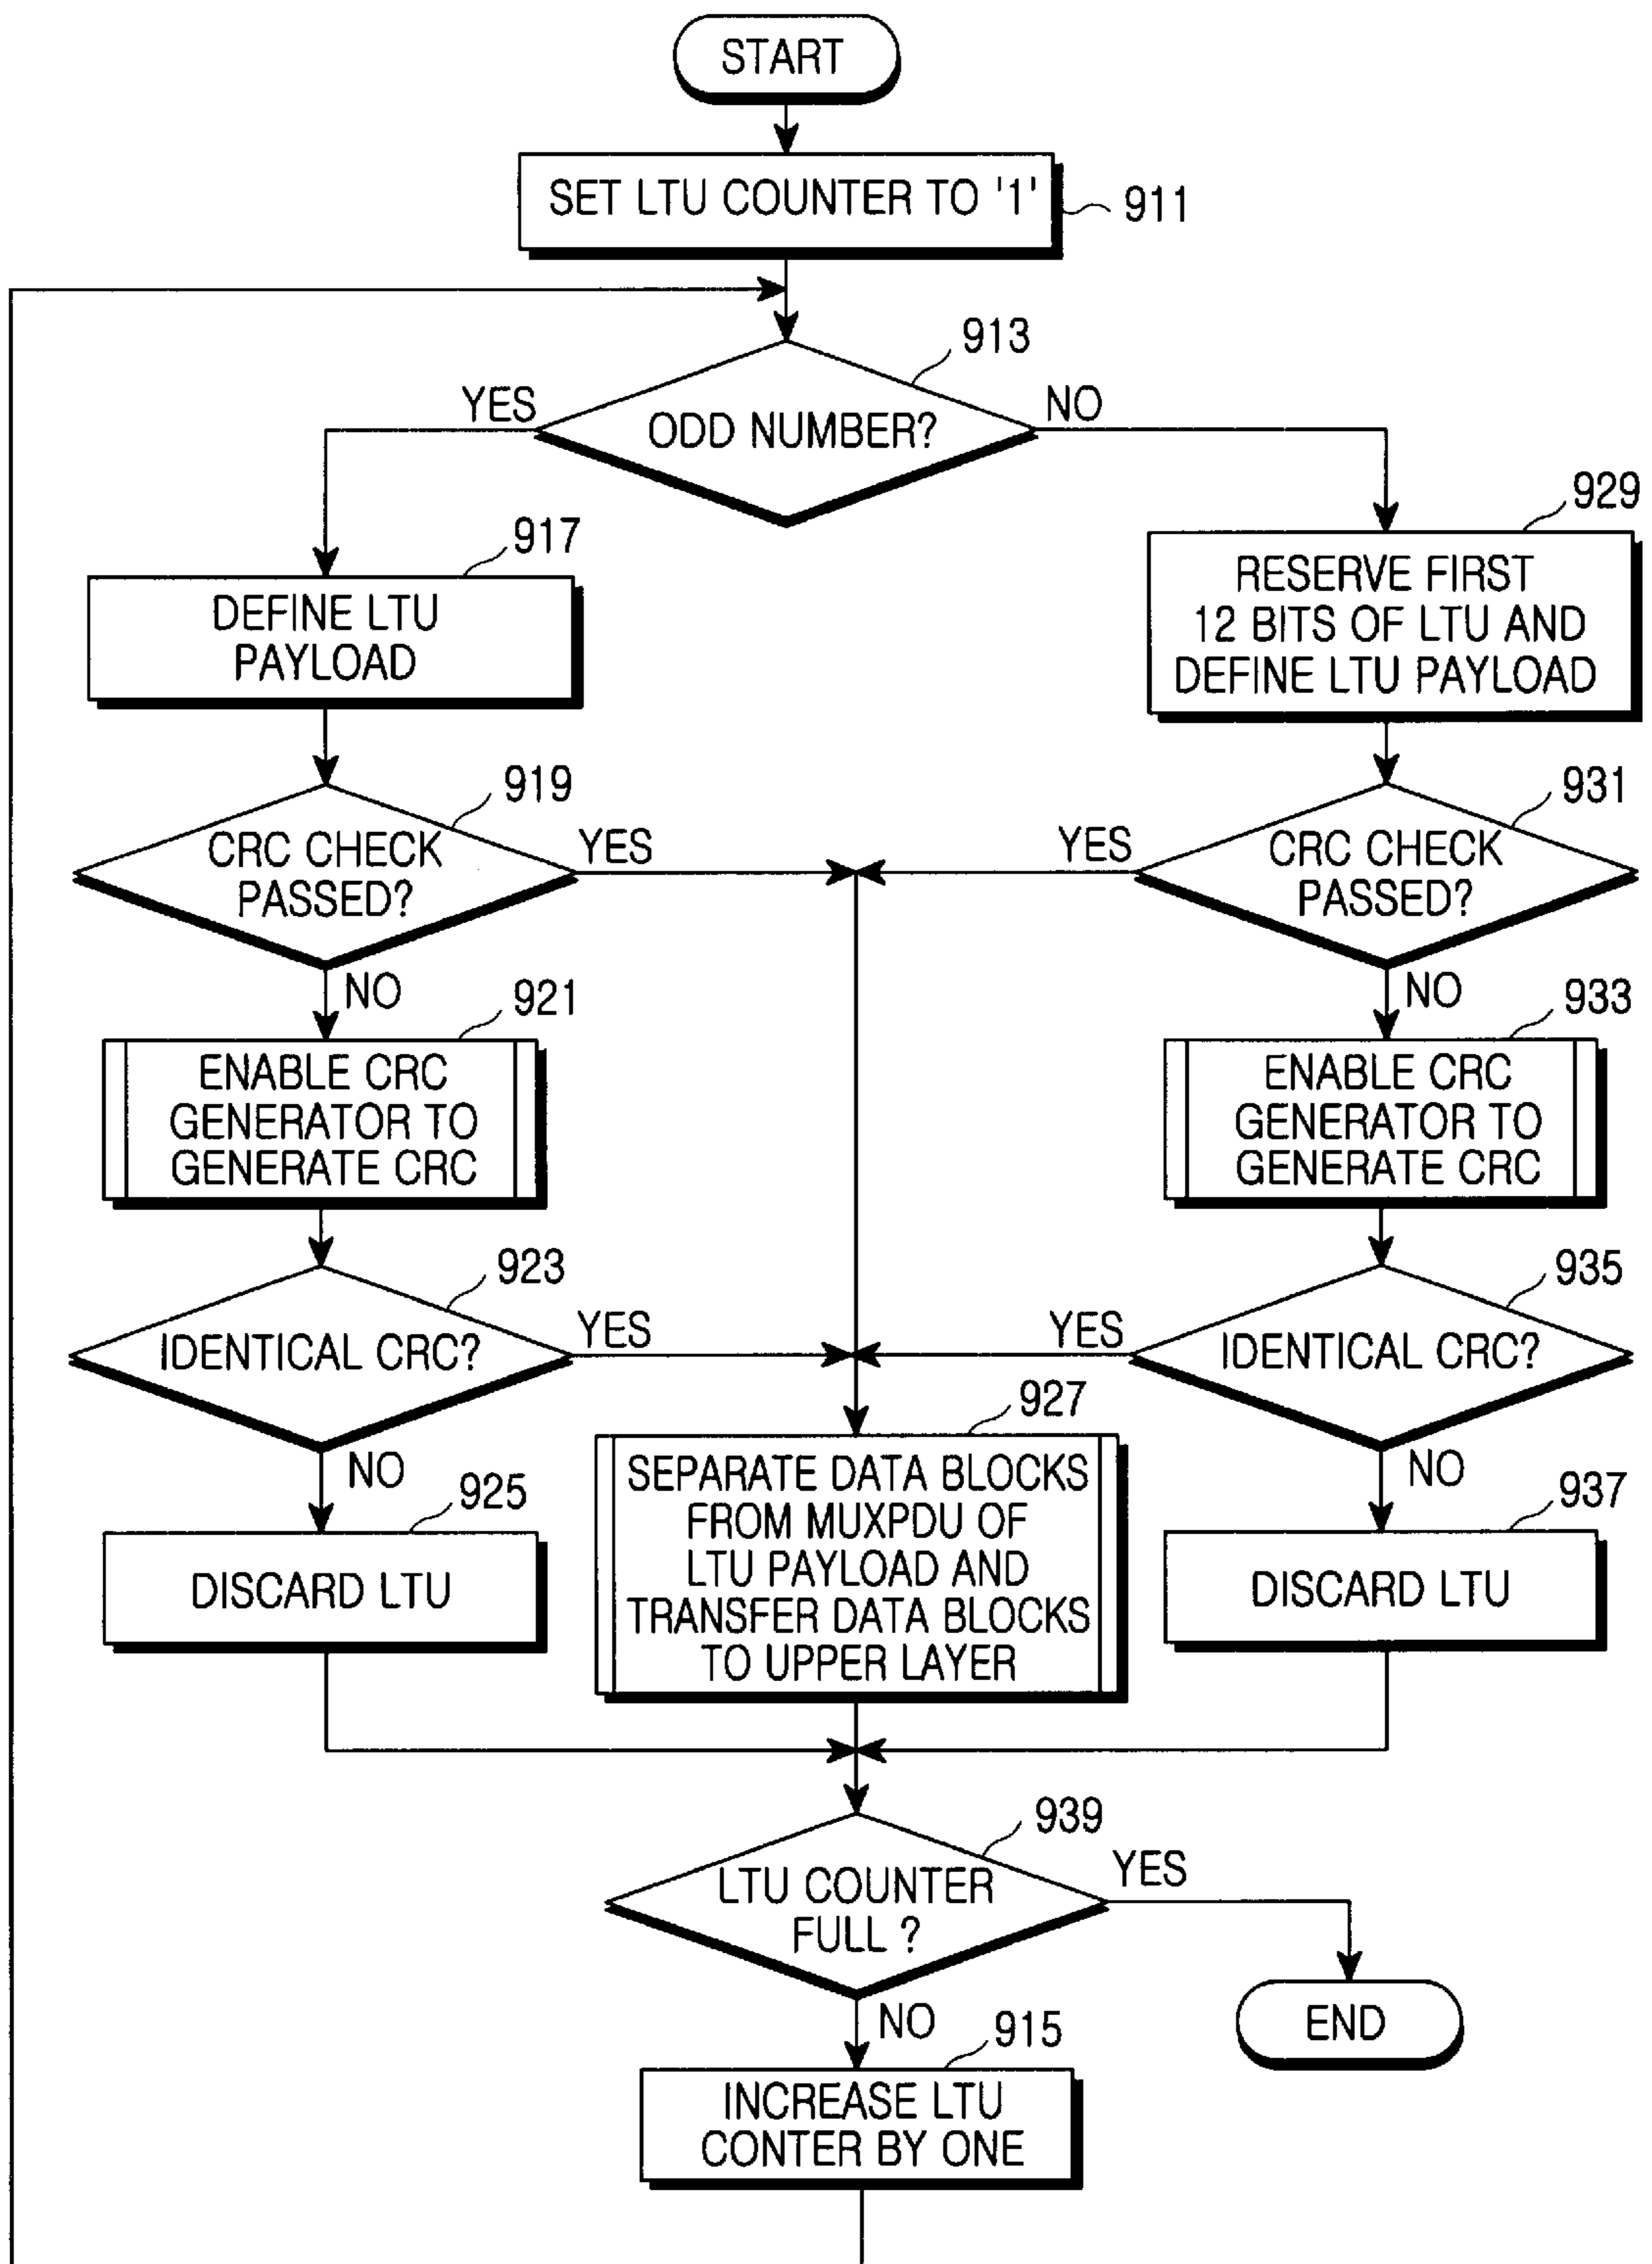 START
SET LTU COUNTER TO '1'
911
913
YES
ODD NUMBER?
NO
929
917
RESERVE FIRST
12 BITS OF LTU AND
DEFINE LTU PAYLOAD
DEFINE LTU
PAYLOAD
919
931
CRC CHECK
PASSED?
YES
YES
CRC CHECK
PASSED?
NO
921
NO
933
ENABLE CRC
GENERATOR TO
GENERATE CRC
ENABLE CRC
GENERATOR TO
GENERATE CRC
923
935
IDENTICAL CRC?
YES
YES
IDENTICAL CRC?
927
NO
925
NO
937
SEPARATE DATA BLOCKS
FROM MUXPDU OF
LTU PAYLOAD AND
TRANSFER DATA BLOCKS
TO UPPER LAYER
DISCARD LTU
DISCARD LTU
939
LTU COUNTER
FULL ?
YES
NO
915
END
INCREASE LTU
CONTER BY ONE